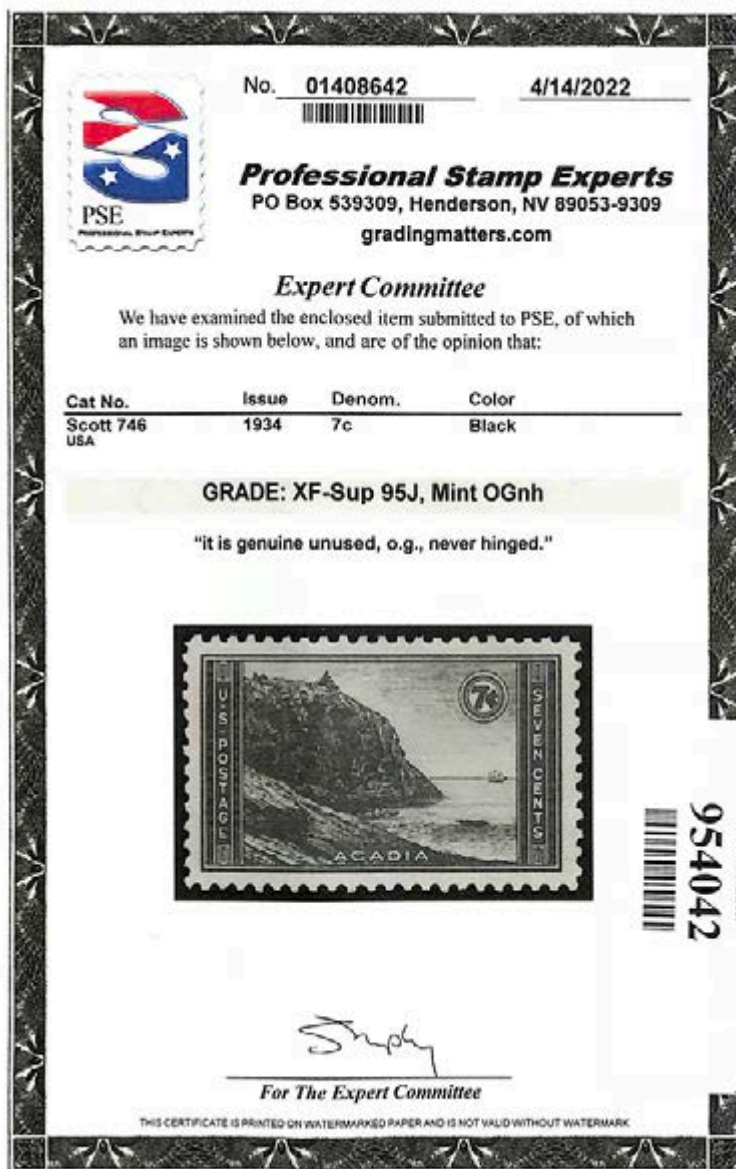 No. 01408642 4/14/2022
PSE
PROFESSIONAL STAMP EXPERTS
Professional Stamp Experts
PO Box 539309, Henderson, NV 89053-9309
gradingmatters.com
Expert Committee
We have examined the enclosed item submitted to PSE, of which
an image is shown below, and are of the opinion that:
Cat No. Issue Denom. Color
Scott 746 1934 7c Black
USA
GRADE: XF-Sup 95J, Mint OGnh
"it is genuine unused, o.g., never hinged."
U.S. POSTAGE
7¢
SEVEN CENTS
ACADIA
954042
For The Expert Committee
THIS CERTIFICATE IS PRINTED ON WATERMARKED PAPER AND IS NOT VALID WITHOUT WATERMARK